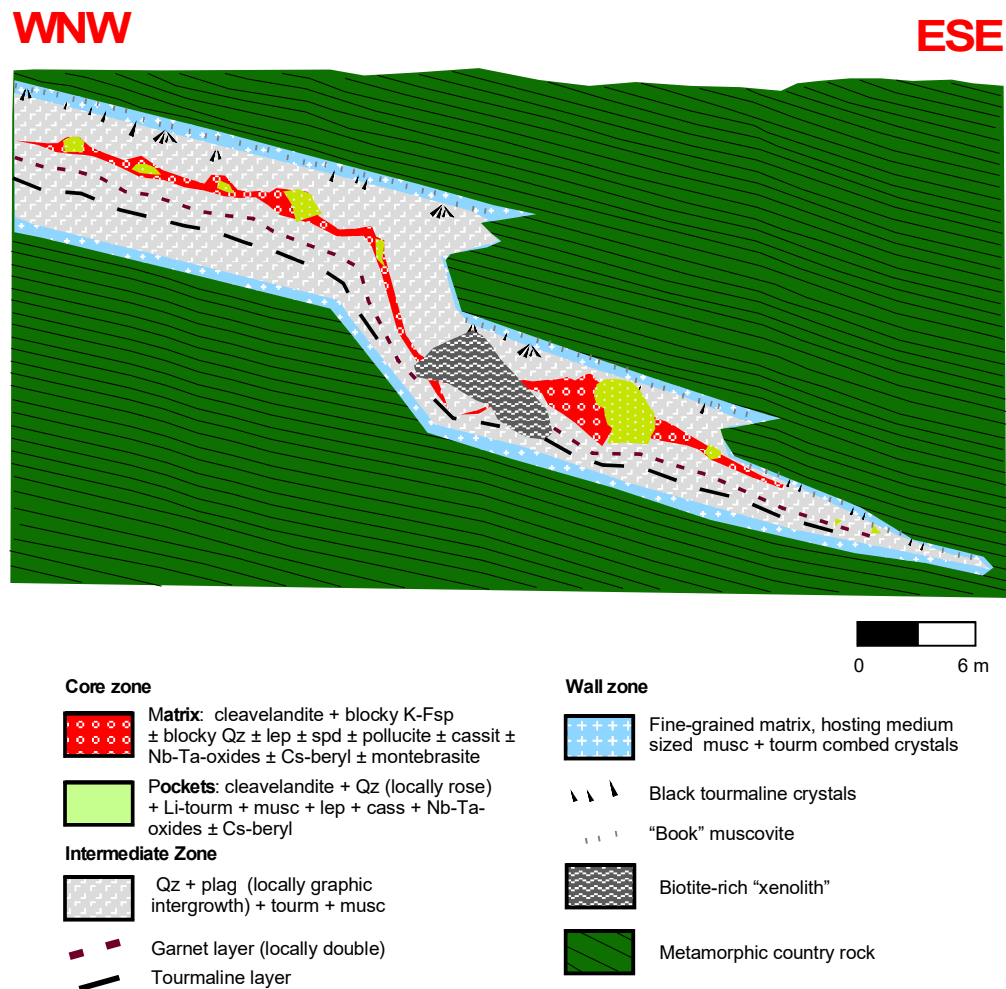 WNW
ESE
0 6 m
Core zone
Matrix: cleavelandite + blocky K-Fsp
± blocky Qz ± lep ± spd ± pollucite ± cassit ±
Nb-Ta-oxides ± Cs-beryl ± montebrasite
Pockets: cleavelandite + Qz (locally rose)
+ Li-tourm + musc + lep + cass + Nb-Ta-
oxides ± Cs-beryl
Intermediate Zone
Qz + plag (locally graphic
intergrowth) + tourm + musc
Garnet layer (locally double)
Tourmaline layer
Wall zone
Fine-grained matrix, hosting medium
sized musc + tourm combed crystals
Black tourmaline crystals
“Book” muscovite
Biotite-rich “xenolith”
Metamorphic country rock